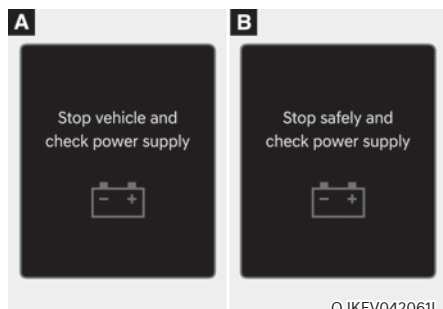 A
Stop vehicle and
check power supply
B
Stop safely and
check power supply